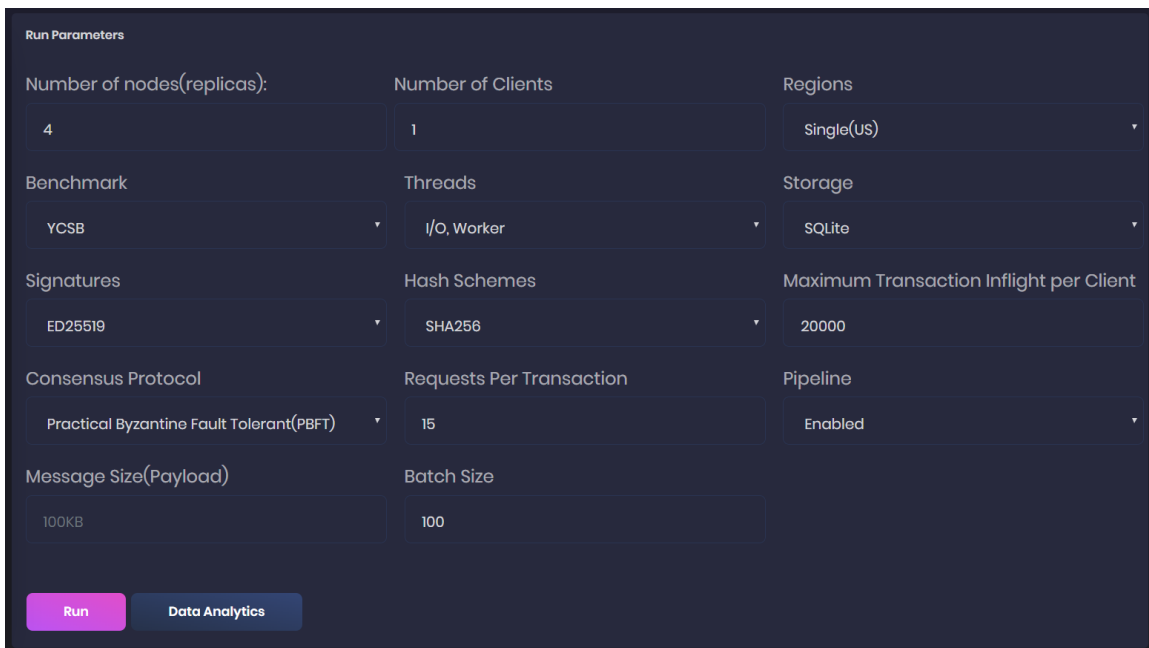 Run Parameters
Number of nodes(replicas): Number of Clients Regions
4 1 Single(US)
Benchmark Threads Storage
YCSB I/O, Worker SQLite
Signatures Hash Schemes Maximum Transaction Inflight per Client
ED25519 SHA256 20000
Consensus Protocol Requests Per Transaction Pipeline
Practical Byzantine Fault Tolerant(PBFT) 15 Enabled
Message Size(Payload) Batch Size
100KB 100
Run Data Analytics